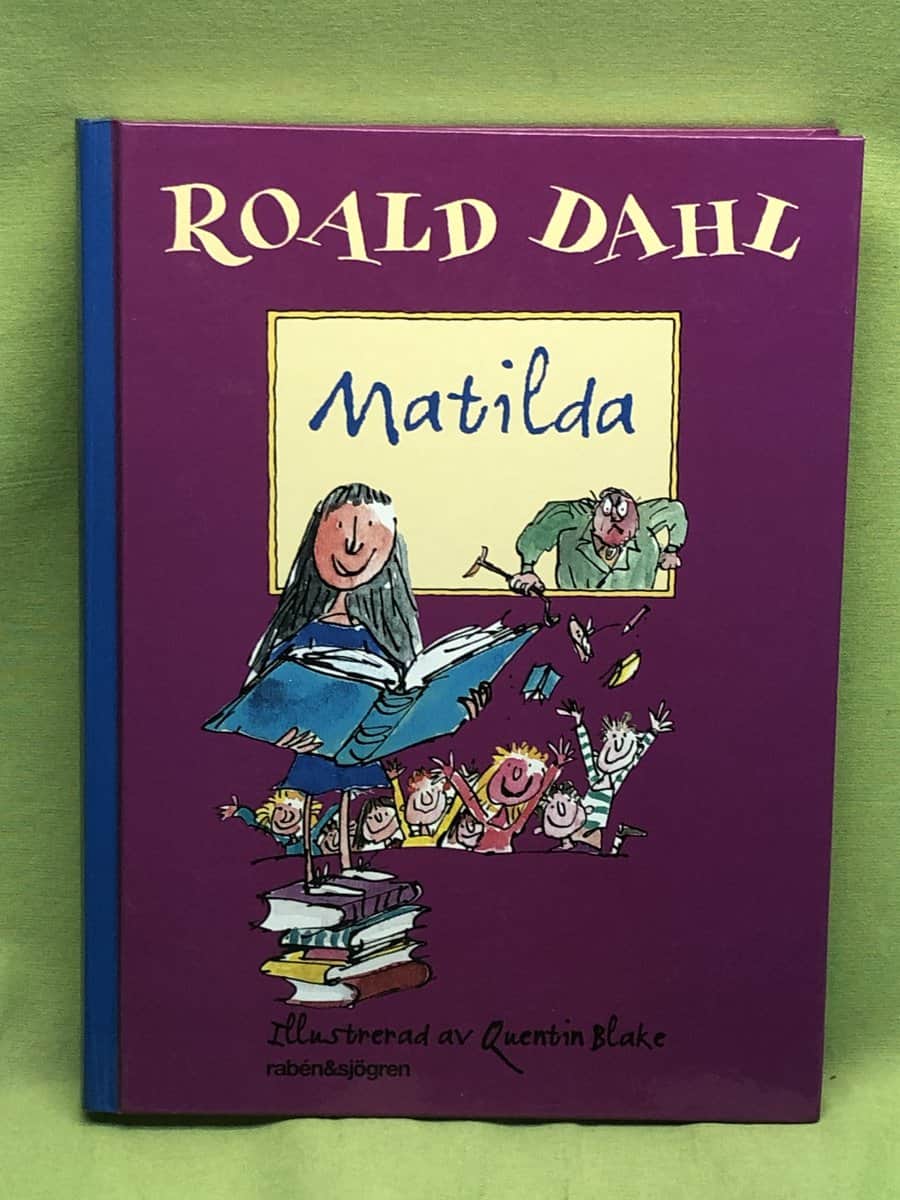 ROALD DAHL
Matilda
Illustrerad av Quentin Blake
rabén&sjögren